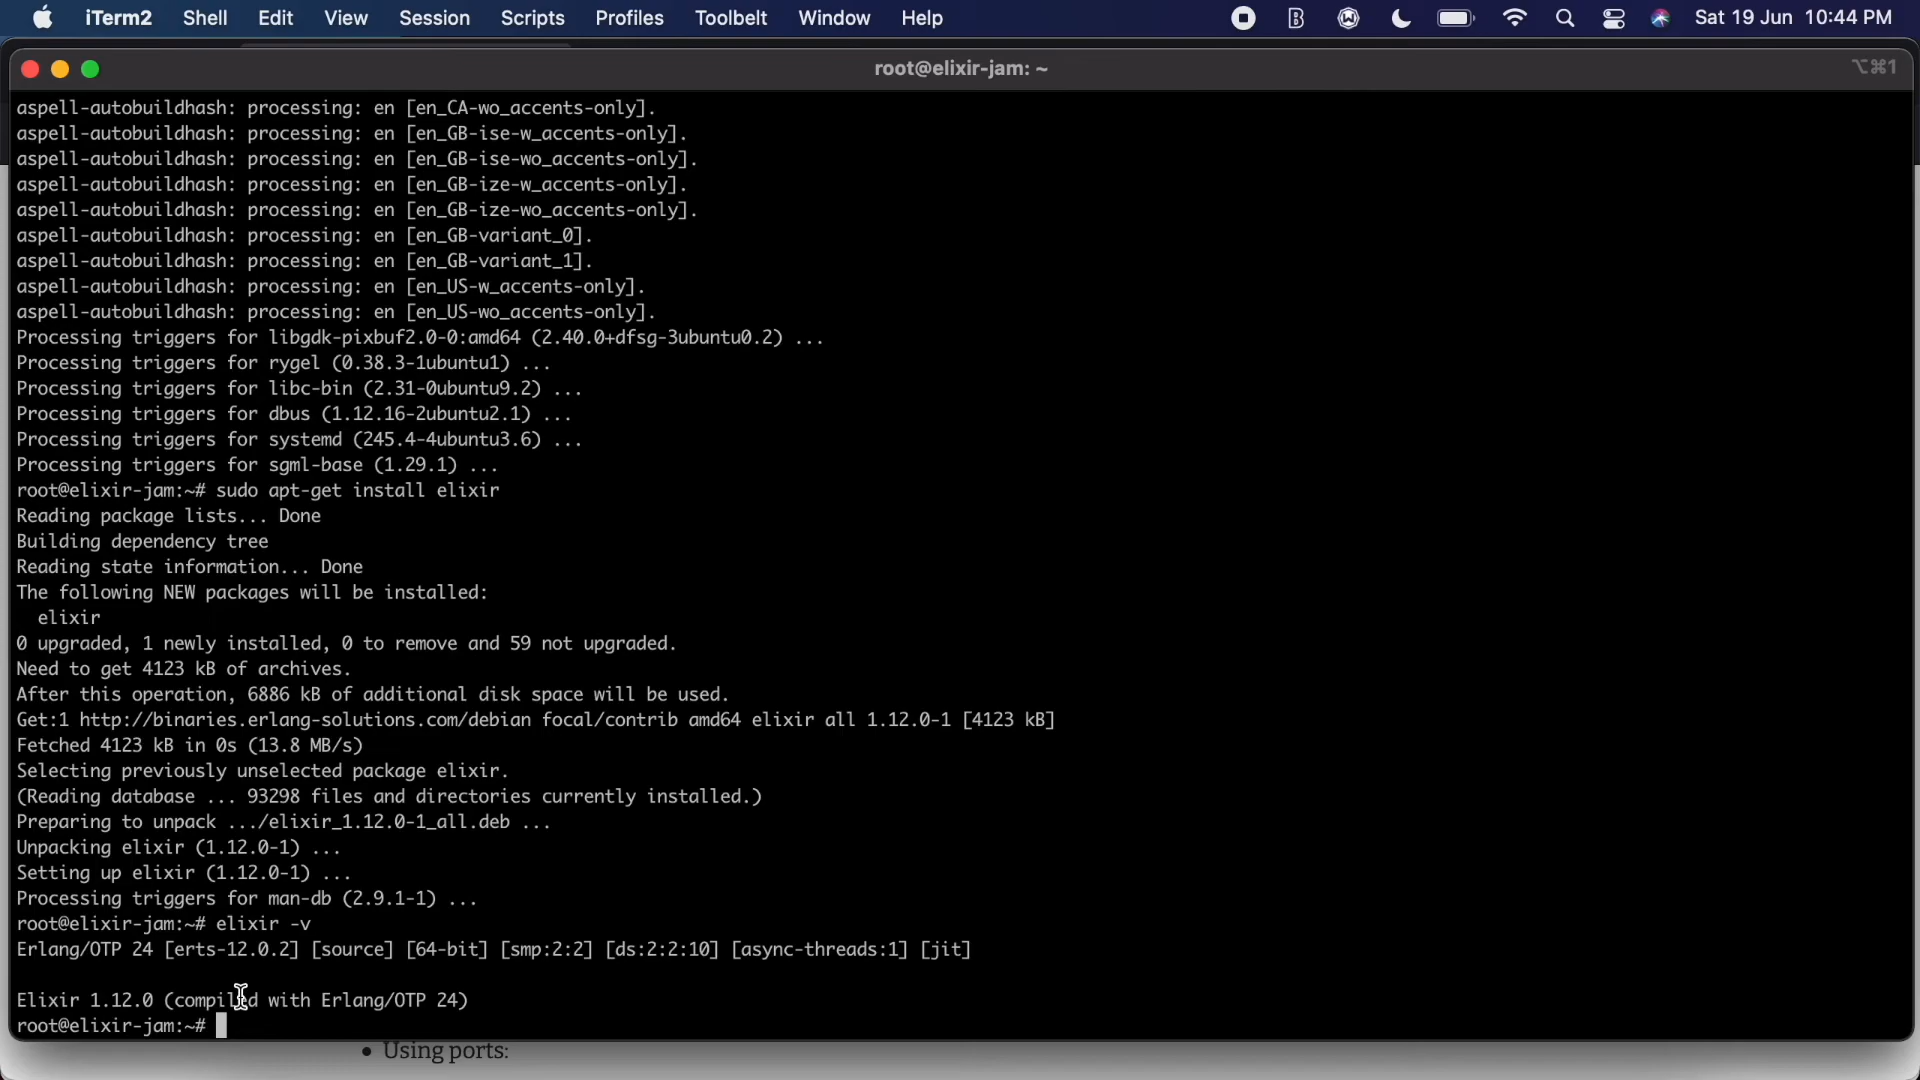 iTerm2 Shell Edit View Session Scripts Profiles Toolbelt Window Help Sat 19 Jun 10:44 PM
root@elixir-jam: ~ ⌥⌘1
aspell-autobuildhash: processing: en [en_CA-wo_accents-only].
aspell-autobuildhash: processing: en [en_GB-ise-w_accents-only].
aspell-autobuildhash: processing: en [en_GB-ise-wo_accents-only].
aspell-autobuildhash: processing: en [en_GB-ize-w_accents-only].
aspell-autobuildhash: processing: en [en_GB-ize-wo_accents-only].
aspell-autobuildhash: processing: en [en_GB-variant_0].
aspell-autobuildhash: processing: en [en_GB-variant_1].
aspell-autobuildhash: processing: en [en_US-w_accents-only].
aspell-autobuildhash: processing: en [en_US-wo_accents-only].
Processing triggers for libgdk-pixbuf2.0-0:amd64 (2.40.0+dfsg-3ubuntu0.2) ...
Processing triggers for rygel (0.38.3-1ubuntu1) ...
Processing triggers for libc-bin (2.31-0ubuntu9.2) ...
Processing triggers for dbus (1.12.16-2ubuntu2.1) ...
Processing triggers for systemd (245.4-4ubuntu3.6) ...
Processing triggers for sgml-base (1.29.1) ...
root@elixir-jam:~# sudo apt-get install elixir
Reading package lists... Done
Building dependency tree
Reading state information... Done
The following NEW packages will be installed:
  elixir
0 upgraded, 1 newly installed, 0 to remove and 59 not upgraded.
Need to get 4123 kB of archives.
After this operation, 6886 kB of additional disk space will be used.
Get:1 http://binaries.erlang-solutions.com/debian focal/contrib amd64 elixir all 1.12.0-1 [4123 kB]
Fetched 4123 kB in 0s (13.8 MB/s)
Selecting previously unselected package elixir.
(Reading database ... 93298 files and directories currently installed.)
Preparing to unpack .../elixir_1.12.0-1_all.deb ...
Unpacking elixir (1.12.0-1) ...
Setting up elixir (1.12.0-1) ...
Processing triggers for man-db (2.9.1-1) ...
root@elixir-jam:~# elixir -v
Erlang/OTP 24 [erts-12.0.2] [source] [64-bit] [smp:2:2] [ds:2:2:10] [async-threads:1] [jit]
Elixir 1.12.0 (compiled with Erlang/OTP 24)
root@elixir-jam:~#
• Using ports: